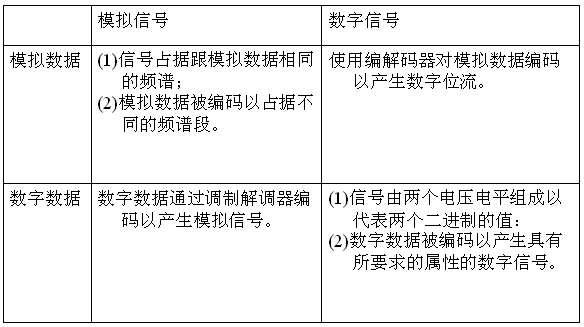 模拟信号
数字信号
模拟数据
(1)信号占据跟模拟数据相同
的频谱；
(2)模拟数据被编码以占据不
同的频谱段。
使用编解码器对模拟数据编码
以产生数字位流。
数字数据
数字数据通过调制解调器编
码以产生模拟信号。
(1)信号由两个电压电平组成以
代表两个二进制的值：
(2)数字数据被编码以产生具有
所要求的属性的数字信号。